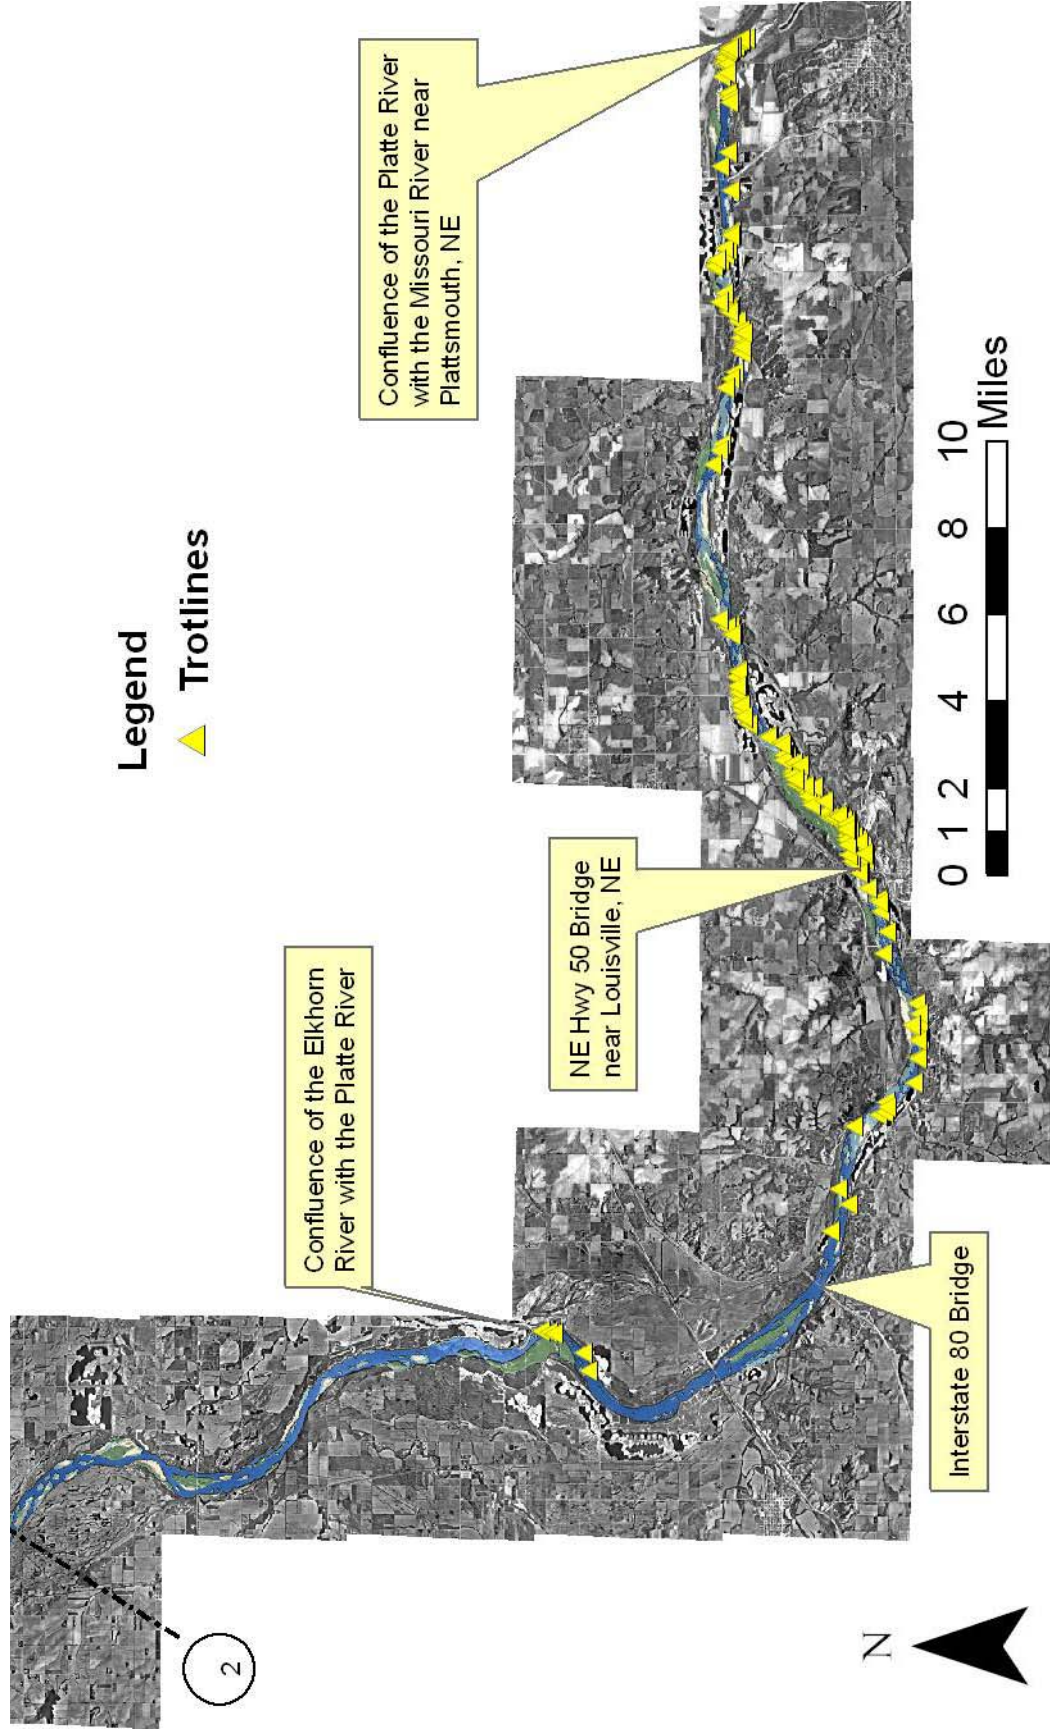 Legend
Trotlines
Confluence of the Platte River
with the Missouri River near
Plattsmouth, NE
Confluence of the Elkhorn
River with the Platte River
NE Hwy 50 Bridge
near Louisville, NE
Interstate 80 Bridge
0 1 2 4 6 8 10
Miles
2
N